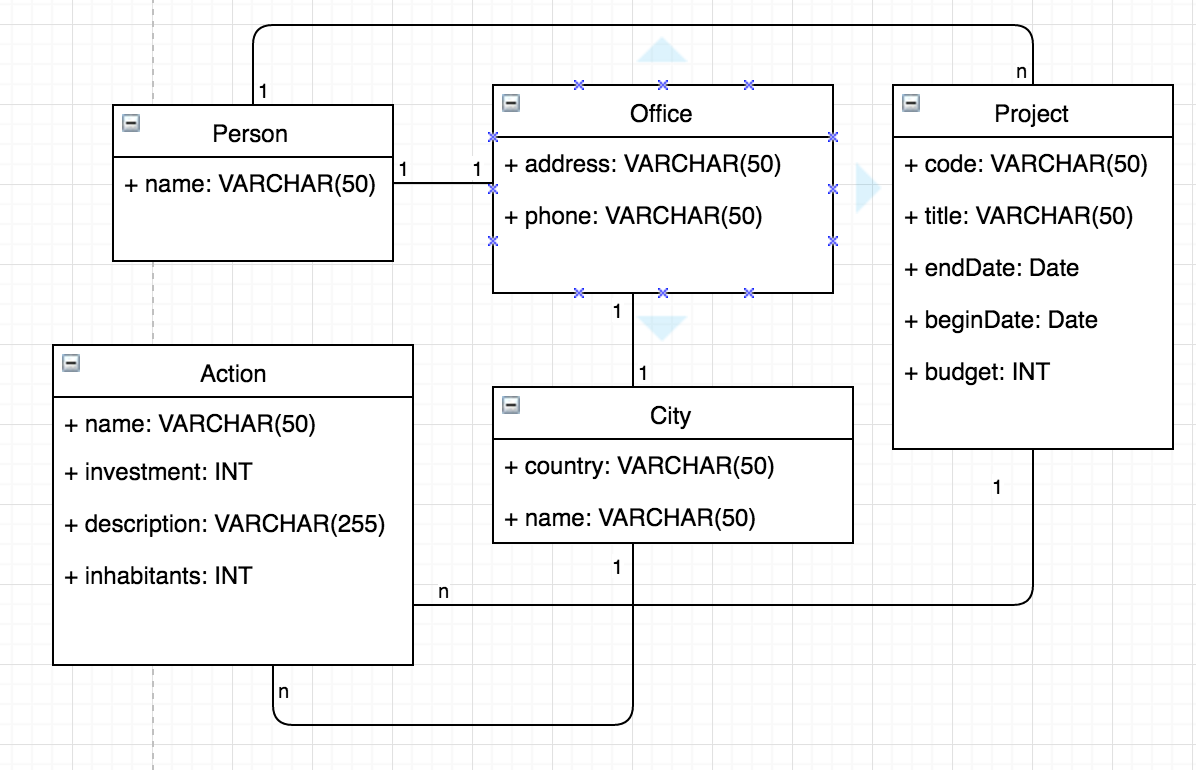 1
n
Person
+ name: VARCHAR(50)
1
1
Office
+ address: VARCHAR(50)
+ phone: VARCHAR(50)
Project
+ code: VARCHAR(50)
+ title: VARCHAR(50)
+ endDate: Date
+ beginDate: Date
+ budget: INT
1
1
Action
+ name: VARCHAR(50)
+ investment: INT
+ description: VARCHAR(255)
+ inhabitants: INT
City
+ country: VARCHAR(50)
+ name: VARCHAR(50)
1
1
n
n